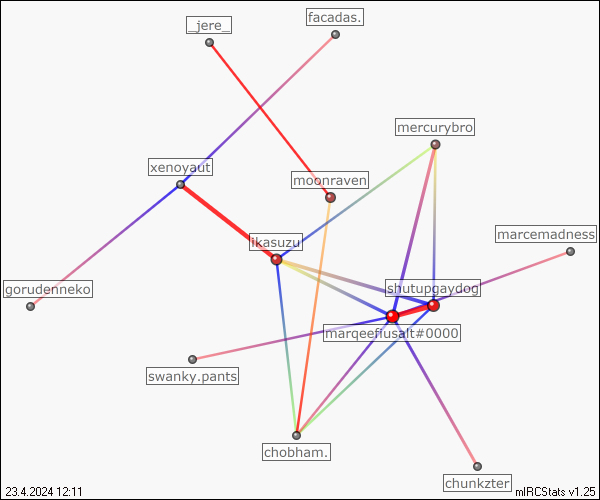 _jere_
facadas.
mercurybro
xenoyaut
moonraven
ikasuzu
marcemadness
gorudenneko
shutupgaydog
marqeeflusalt#0000
swanky.pants
chobham.
chunkzter
23.4.2024 12:11
mIRCStats v1.25